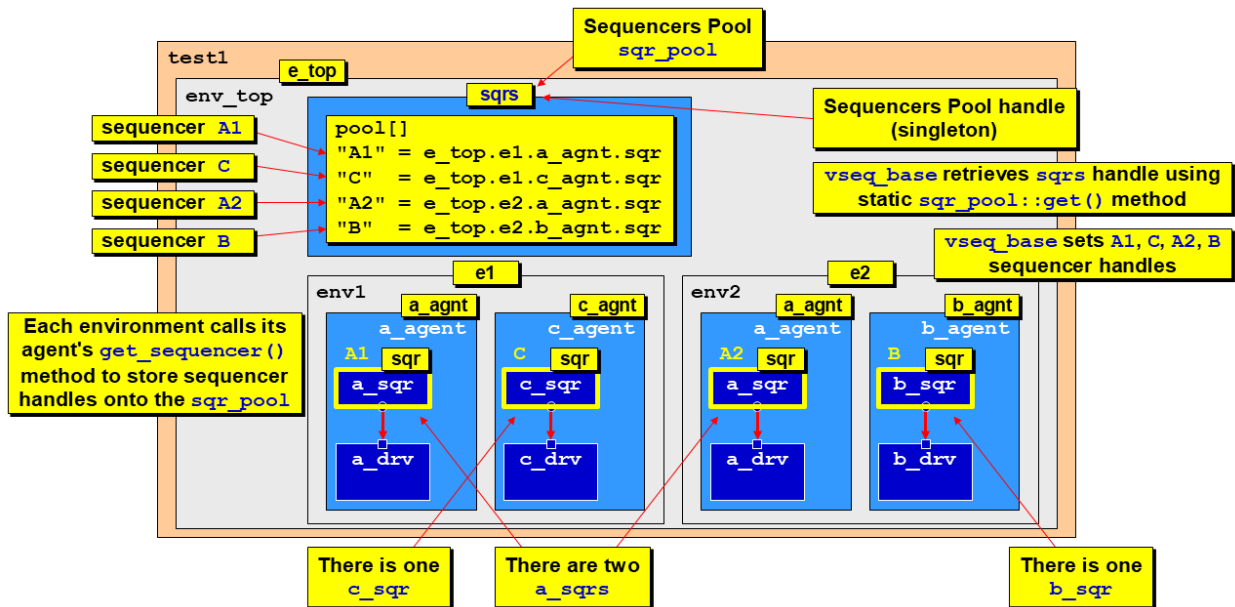 Sequencers Pool
sqr_pool
test1
e_top
env_top
sqrs
Sequencers Pool handle
(singleton)
sequencer A1
sequencer C
sequencer A2
sequencer B
pool[]
"A1" = e_top.e1.a_agnt.sqr
"C" = e_top.e1.c_agnt.sqr
"A2" = e_top.e2.a_agnt.sqr
"B" = e_top.e2.b_agnt.sqr
vseq_base retrieves sqrs handle using
static sqr_pool::get() method
vseq_base sets A1, C, A2, B
sequencer handles
e1
e2
env1
env2
a_agnt
c_agnt
a_agnt
b_agnt
a_agent
c_agent
a_agent
b_agent
Each environment calls its
agent's get_sequencer()
method to store sequencer
handles onto the sqr_pool
A1
sqr
C
sqr
A2
sqr
B
sqr
a_sqr
c_sqr
a_sqr
b_sqr
a_drv
c_drv
a_drv
b_drv
There is one
c_sqr
There are two
a_sqrs
There is one
b_sqr